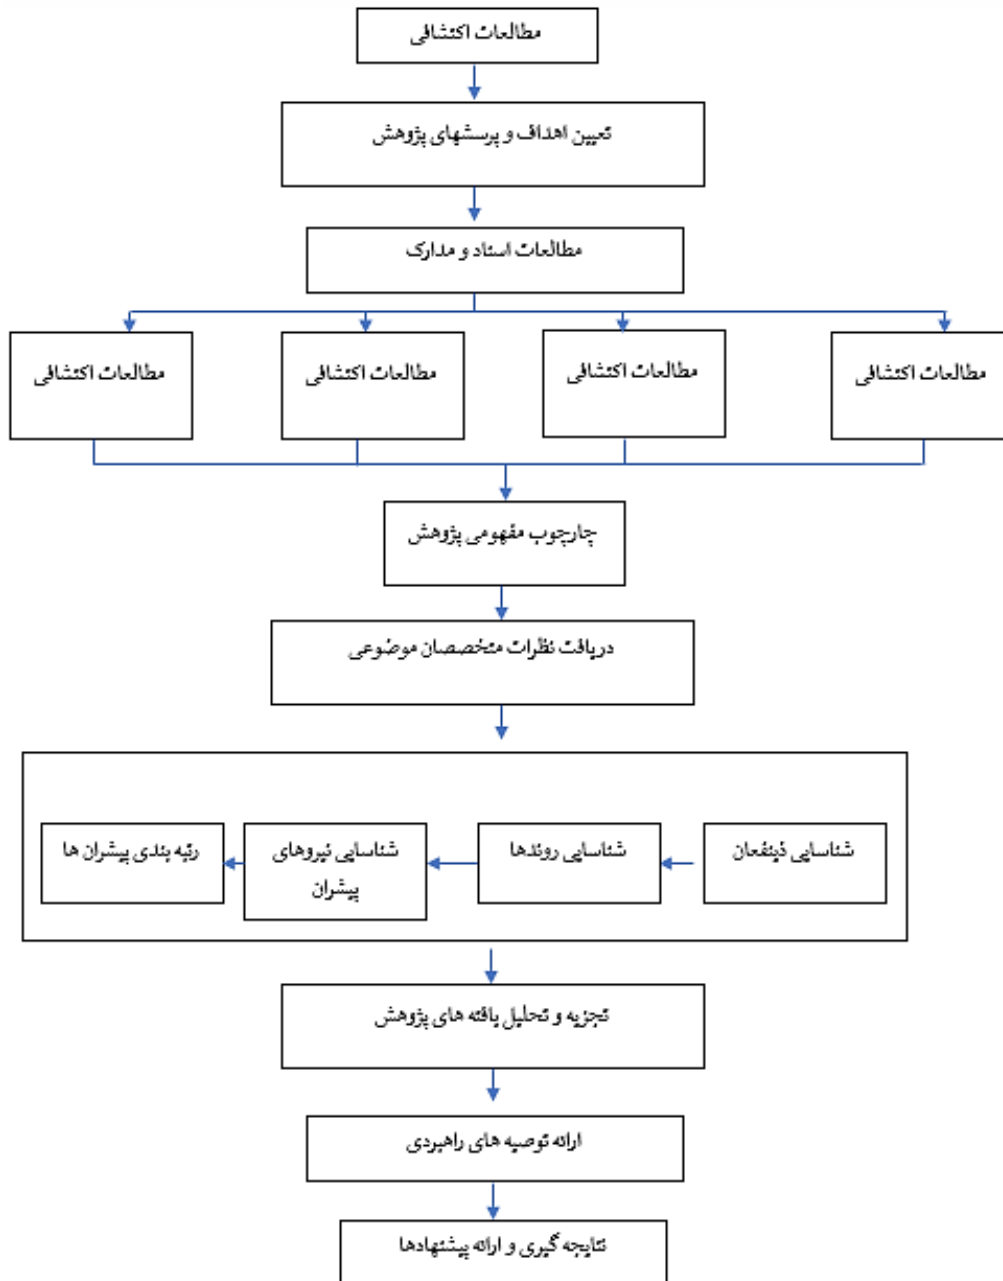 مطالعات اکتشافی
تعیین اهداف و پرسشهای پژوهش
مطالعات اسناد و مدارک
مطالعات اکتشافی
مطالعات اکتشافی
مطالعات اکتشافی
مطالعات اکتشافی
چارچوب مفهومی پژوهش
دریافت نظرات متخصصان موضوعی
شناسایی ذینفعان
شناسایی روندها
شناسایی نیروهای
پیشران
رتبه بندی پیشران ها
تجزیه و تحلیل یافته های پژوهش
ارائه توصیه های راهبردی
نتایجه گیری و ارائه پیشنهادها